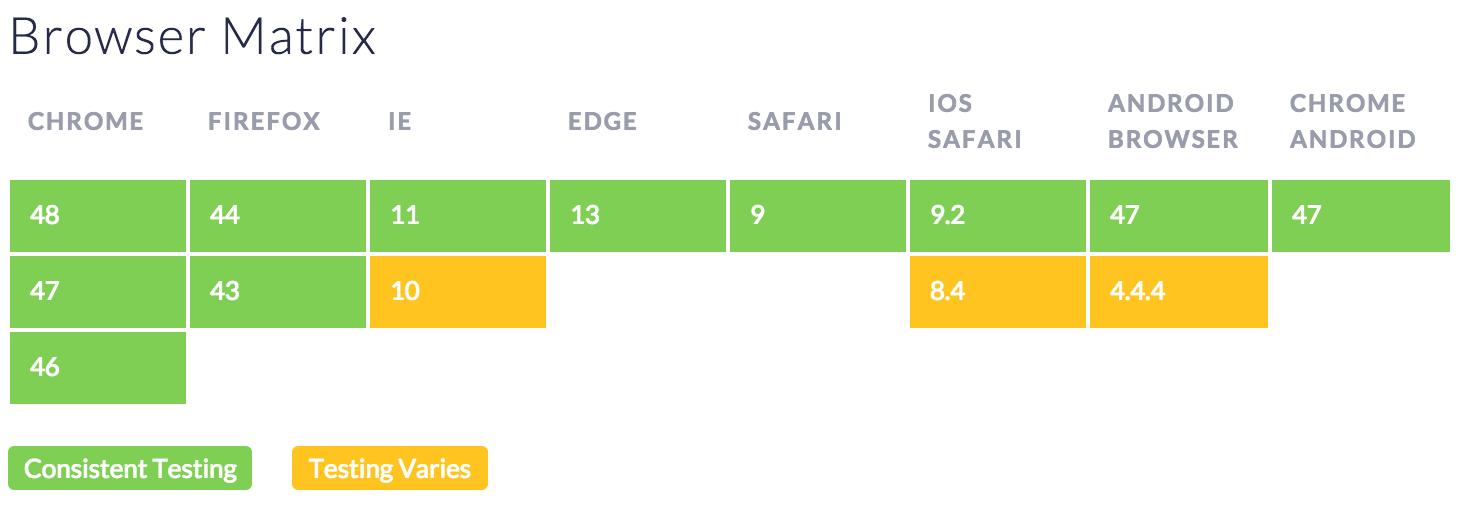 Browser Matrix
CHROME FIREFOX IE EDGE SAFARI IOS SAFARI ANDROID BROWSER CHROME ANDROID
48 44 11 13 9 9.2 47 47
47 43 10 8.4 4.4.4
46
Consistent Testing Testing Varies